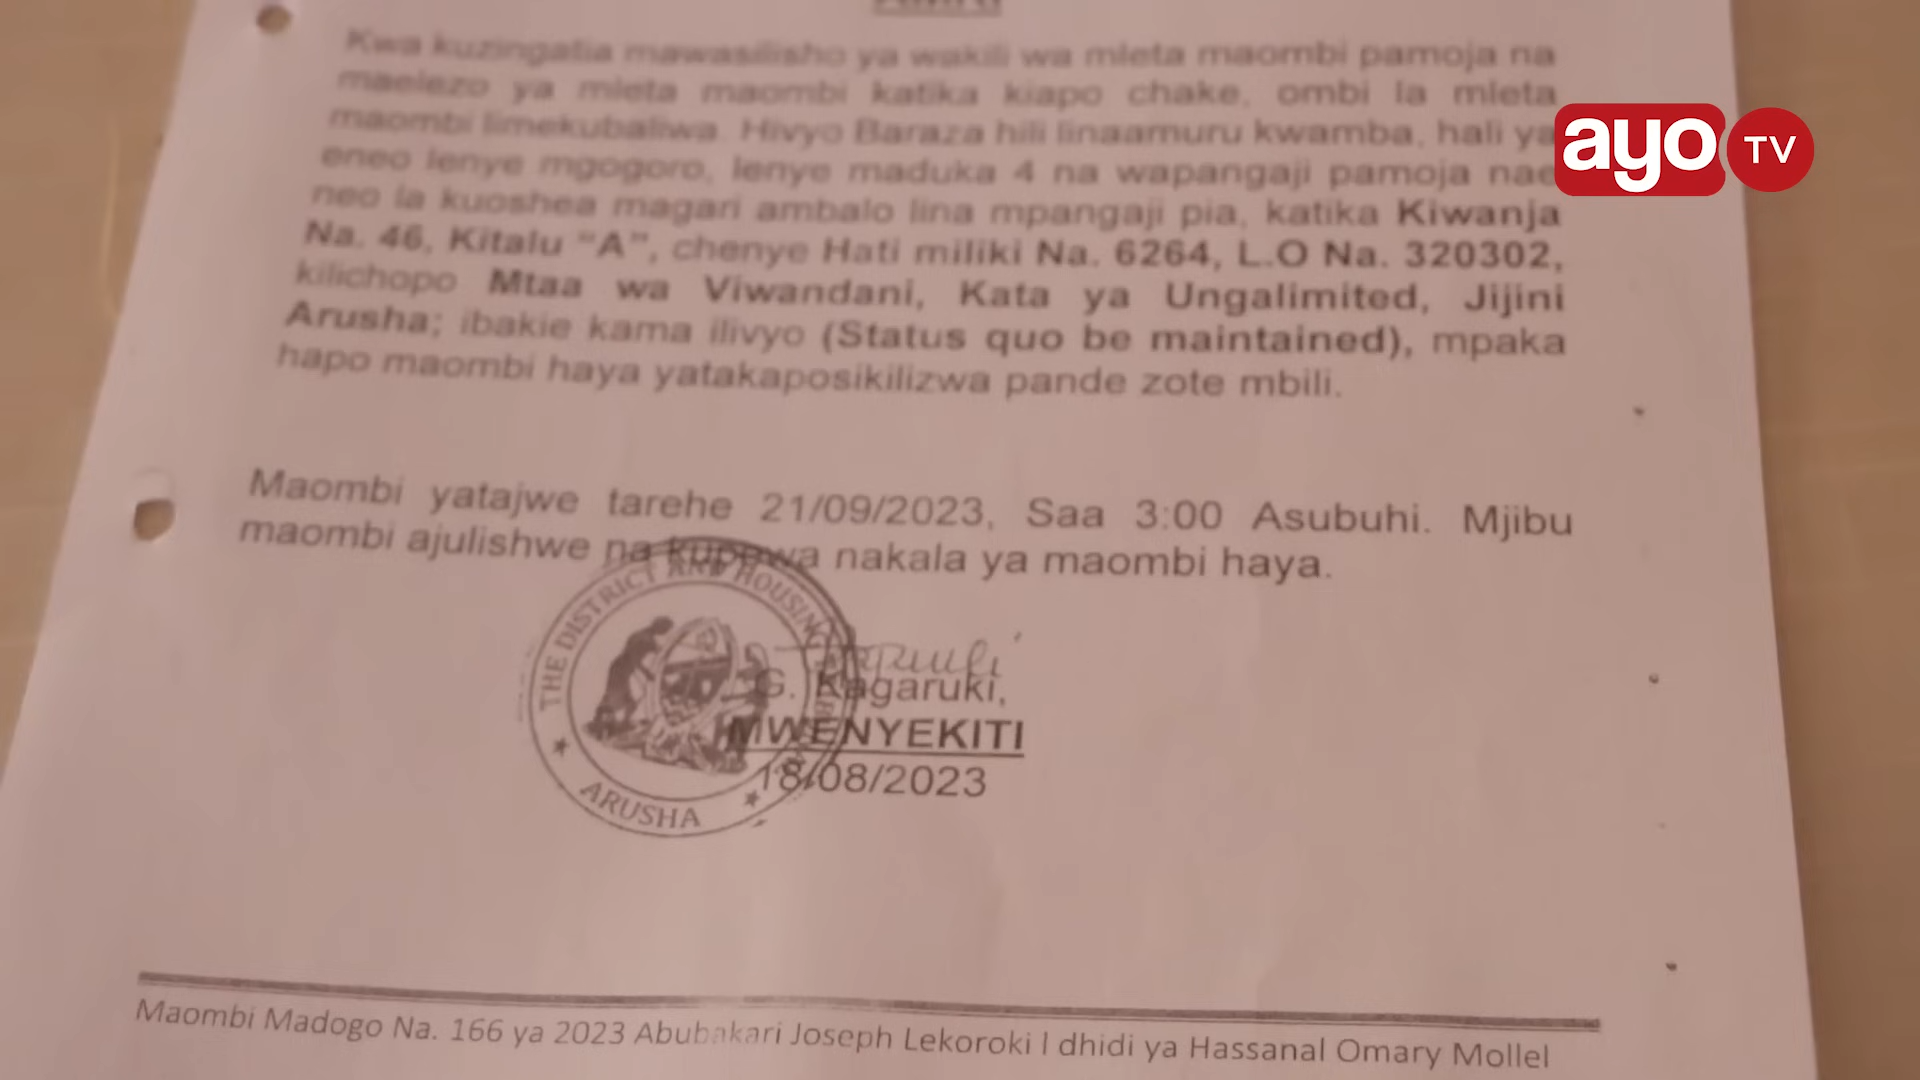 Kwa kuzingatia mawasilisho ya wakili wa mleta maombi pamoja na
maelezo ya mleta maombi katika kiapo chake, ombi la mleta
maombi limekubaliwa. Hivyo Baraza hili linaamuru kwamba, hali ya
eneo lenye mgogoro, lenye maduka 4 na wapangaji pamoja nae
neo la kuoshea magari ambalo lina mpangaji pia, katika Kiwanja
Na. 46, Kitalu "A", chenye Hati miliki Na. 6264, L.O Na. 320302,
kilichopo Mtaa wa Viwandani, Kata ya Ungalimited, Jijini
Arusha; ibakie kama ilivyo (Status quo be maintained), mpaka
hapo maombi haya yatakaposikilizwa pande zote mbili.
Maombi yatajwe tarehe 21/09/2023, Saa 3:00 Asubuhi. Mjibu
maombi ajulishwe na kupewa nakala ya maombi haya.
THE DISTRICT AND HOUSING
ARUSHA
G. Kagaruki,
MWENYEKITI
18/08/2023
Maombi Madogo Na. 166 ya 2023 Abubakari Joseph Lekoroki I dhidi ya Hassanal Omary Mollel
ayo TV